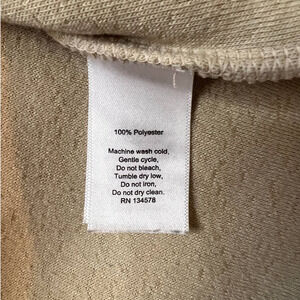 100% Polyester
Machine wash cold,
Gentle cycle,
Do not bleach,
Tumble dry low,
Do not iron,
Do not dry clean.
RN 134578